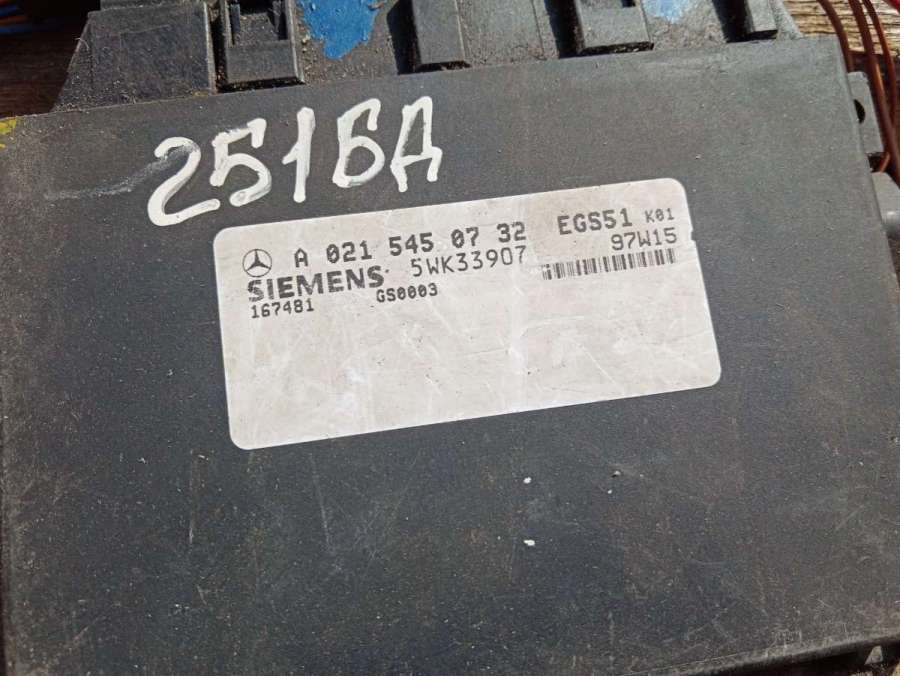 2516Д
A 021 545 07 32 EGS51 K01
SIEMENS 5WK33907 97W15
167481 GS0003